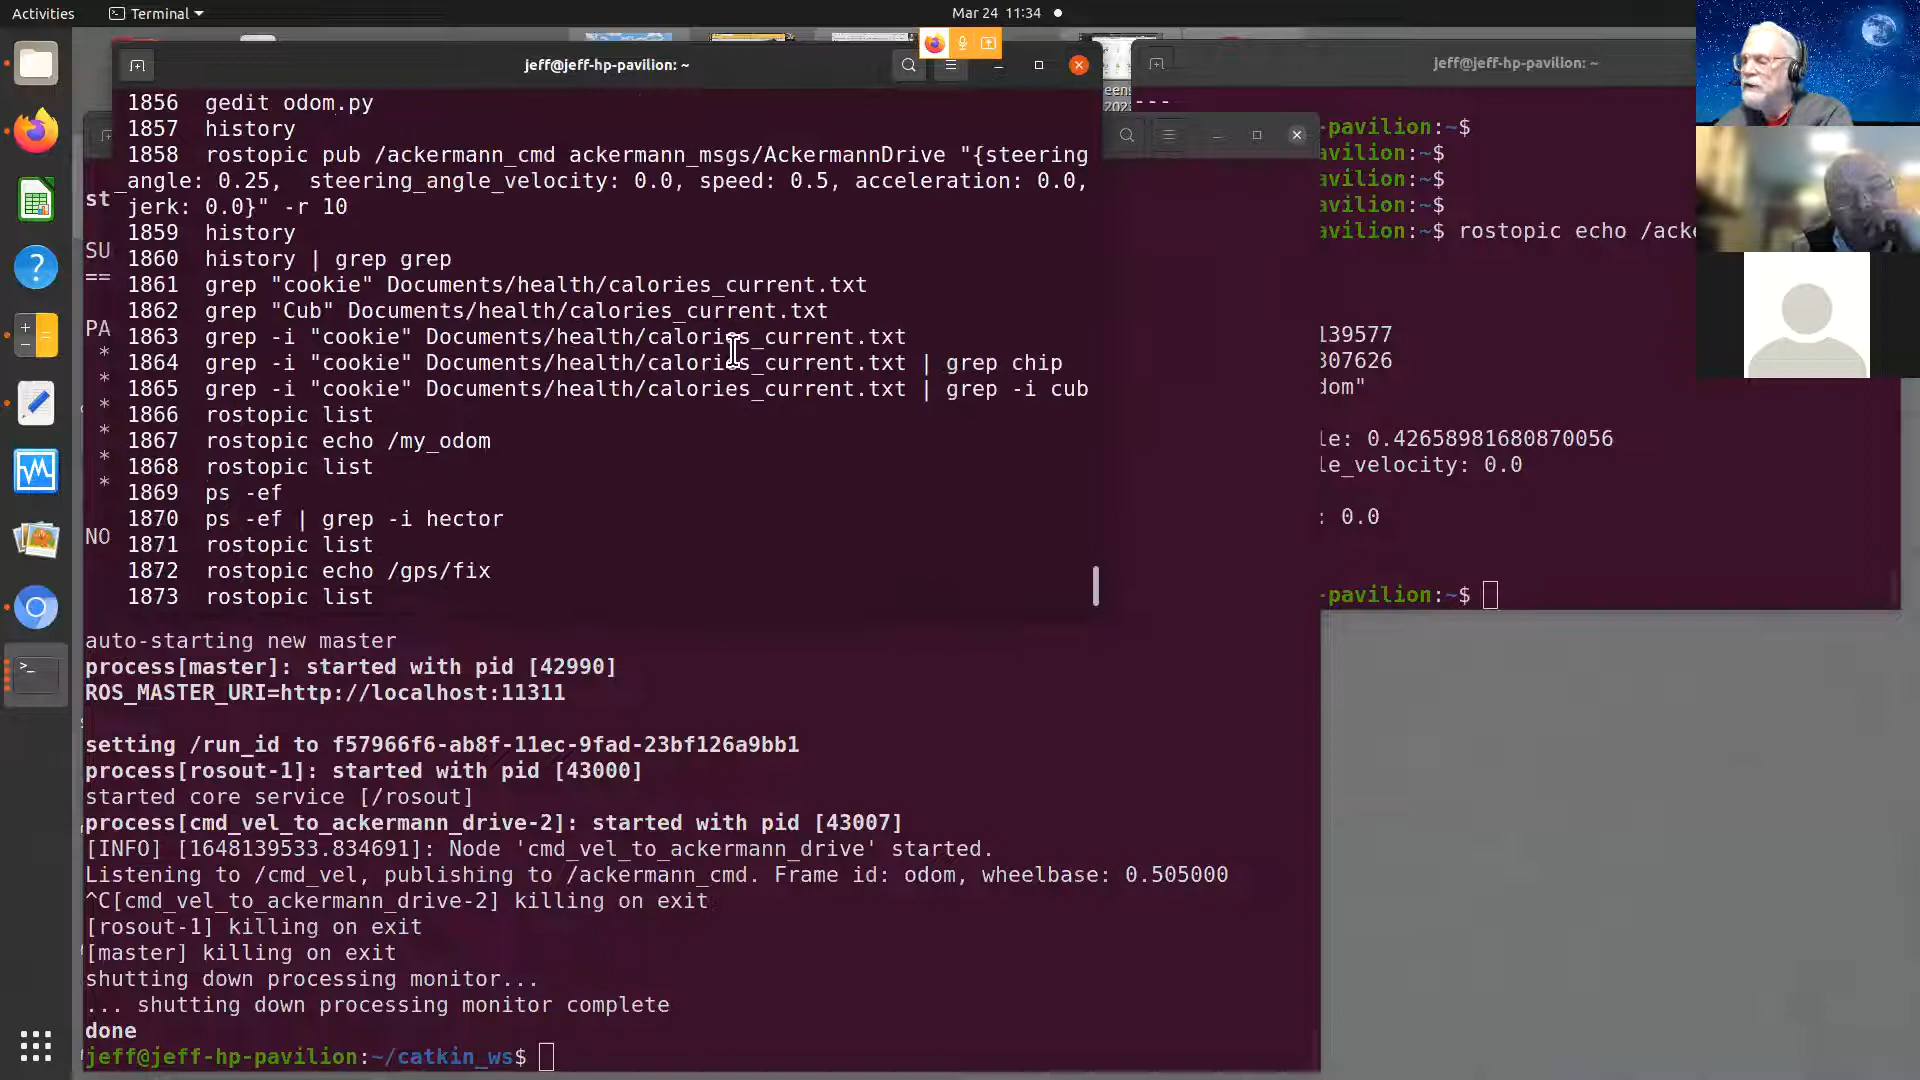 Activities
Terminal
Mar 24 11:34
jeff@jeff-hp-pavilion: ~
1856 gedit odom.py
1857 history
1858 rostopic pub /ackermann_cmd ackermann_msgs/AckermannDrive "{steering
_angle: 0.25, steering_angle_velocity: 0.0, speed: 0.5, acceleration: 0.0,
jerk: 0.0}" -r 10
1859 history
1860 history | grep grep
1861 grep "cookie" Documents/health/calories_current.txt
1862 grep "Cub" Documents/health/calories_current.txt
1863 grep -i "cookie" Documents/health/calories_current.txt
1864 grep -i "cookie" Documents/health/calories_current.txt | grep chip
1865 grep -i "cookie" Documents/health/calories_current.txt | grep -i cub
1866 rostopic list
1867 rostopic echo /my_odom
1868 rostopic list
1869 ps -ef
1870 ps -ef | grep -i hector
1871 rostopic list
1872 rostopic echo /gps/fix
1873 rostopic list
st
SU
==
PA
*
*
*
*
*
*
NO
auto-starting new master
process[master]: started with pid [42990]
ROS_MASTER_URI=http://localhost:11311
setting /run_id to f57966f6-ab8f-11ec-9fad-23bf126a9bb1
process[rosout-1]: started with pid [43000]
started core service [/rosout]
process[cmd_vel_to_ackermann_drive-2]: started with pid [43007]
[INFO] [1648139533.834691]: Node 'cmd_vel_to_ackermann_drive' started.
Listening to /cmd_vel, publishing to /ackermann_cmd. Frame id: odom, wheelbase: 0.505000
^C[cmd_vel_to_ackermann_drive-2] killing on exit
[rosout-1] killing on exit
[master] killing on exit
shutting down processing monitor...
... shutting down processing monitor complete
done
jeff@jeff-hp-pavilion:~/catkin_ws$
jeff@jeff-hp-pavilion: ~
---
-pavilion:~$
avilion:~$
avilion:~$
avilion:~$
avilion:~$ rostopic echo /ack
139577
307626
dom"
le: 0.42658981680870056
le_velocity: 0.0
: 0.0
-pavilion:~$